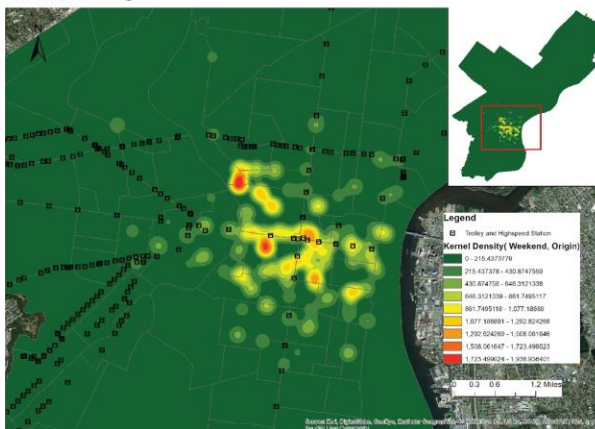 Legend
Trolley and Highspeed Station
Kernel Density( Weekend, Origin)
0 - 215.4373779
215.437378 - 430.8747559
430.874756 - 646.3121338
646.3121339 - 861.7495117
861.7495118 - 1,077.18689
1,077.186891 - 1,292.624268
1,292.624269 - 1,508.061646
1,508.061647 - 1,723.499023
1,723.499024 - 1,938.936401
0 0.3 0.6 1.2 Miles